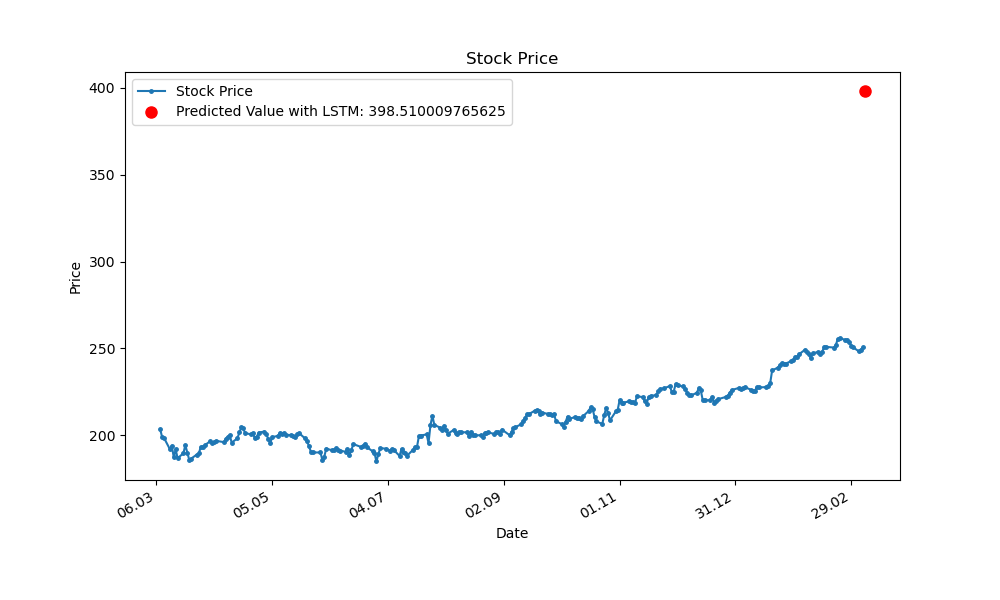 Stock Price
Stock Price
Predicted Value with LSTM: 398.510009765625
400
350
300
250
200
Price
06.03
05.05
04.07
02.09
01.11
31.12
29.02
Date